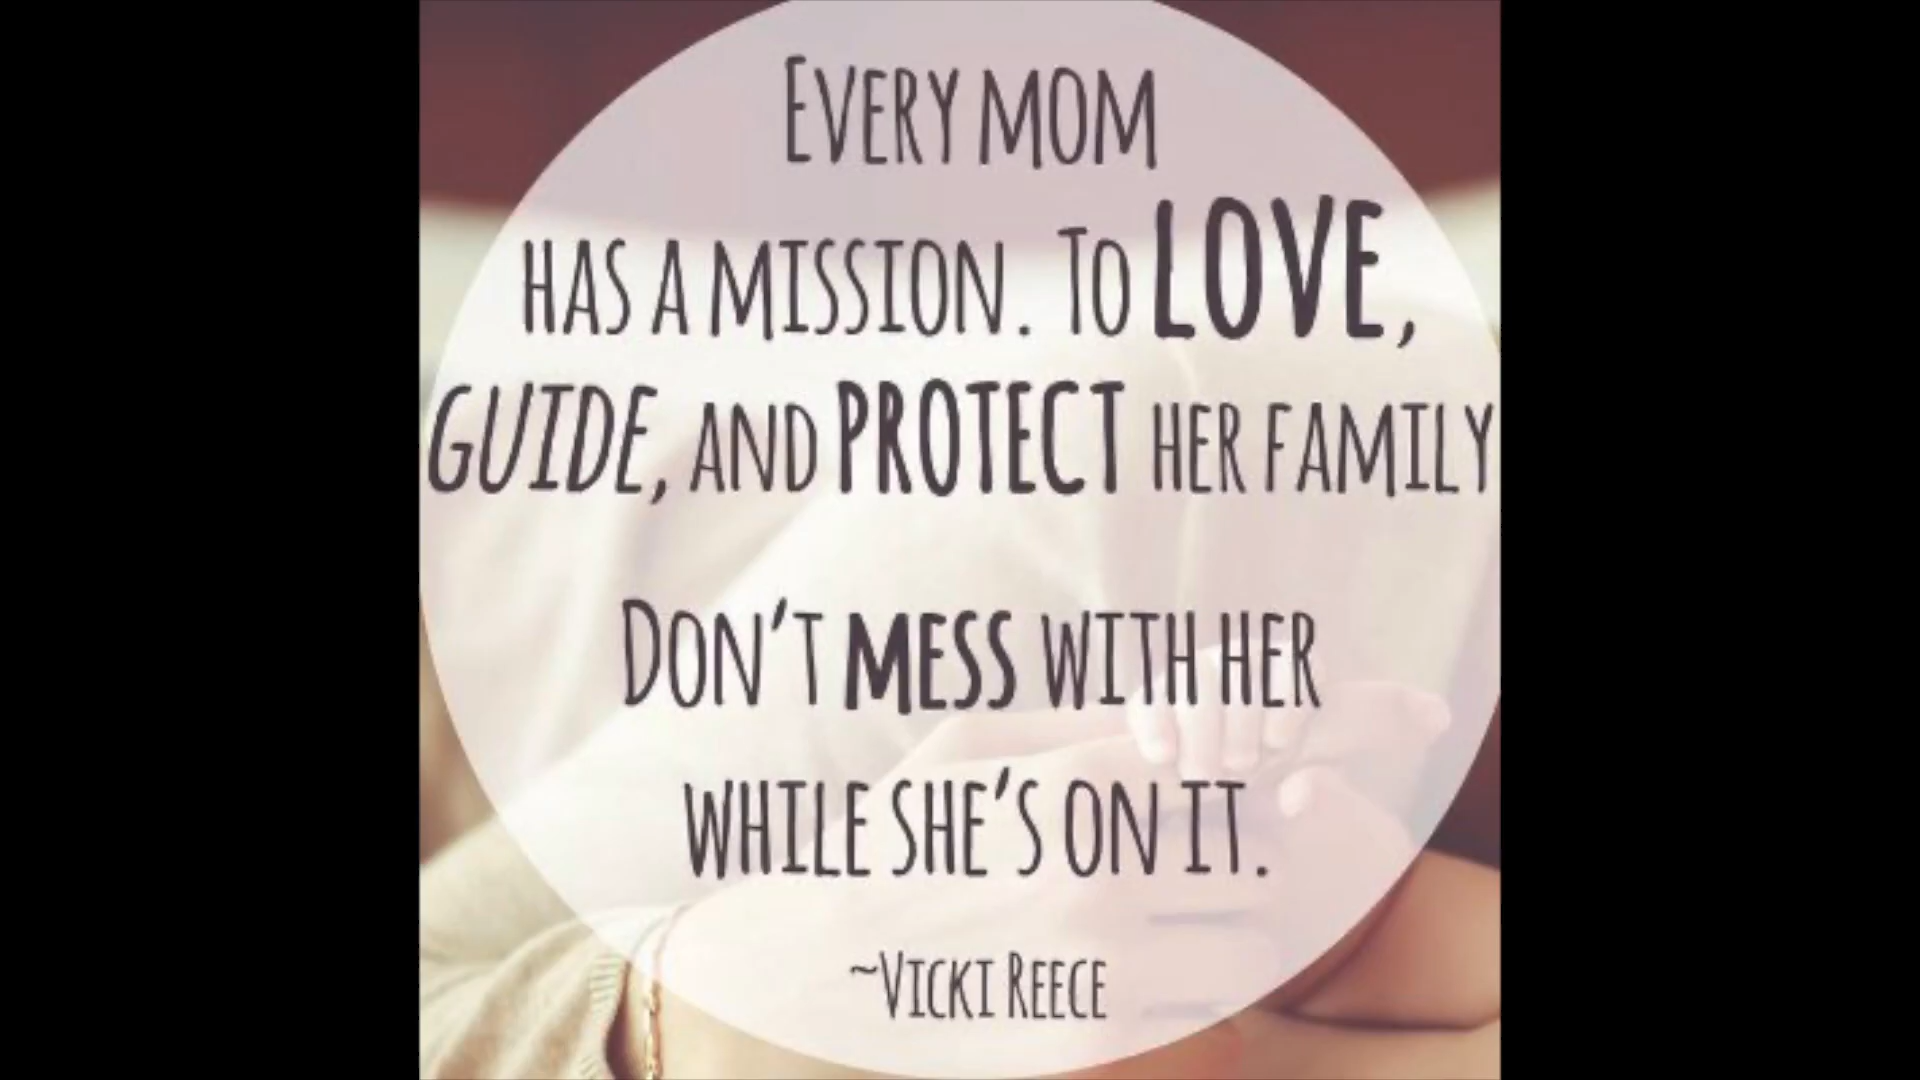 EVERY MOM
HAS A MISSION. TO LOVE,
GUIDE, AND PROTECT HER FAMILY
DON'T MESS WITH HER
WHILE SHE'S ON IT.
~VICKI REECE